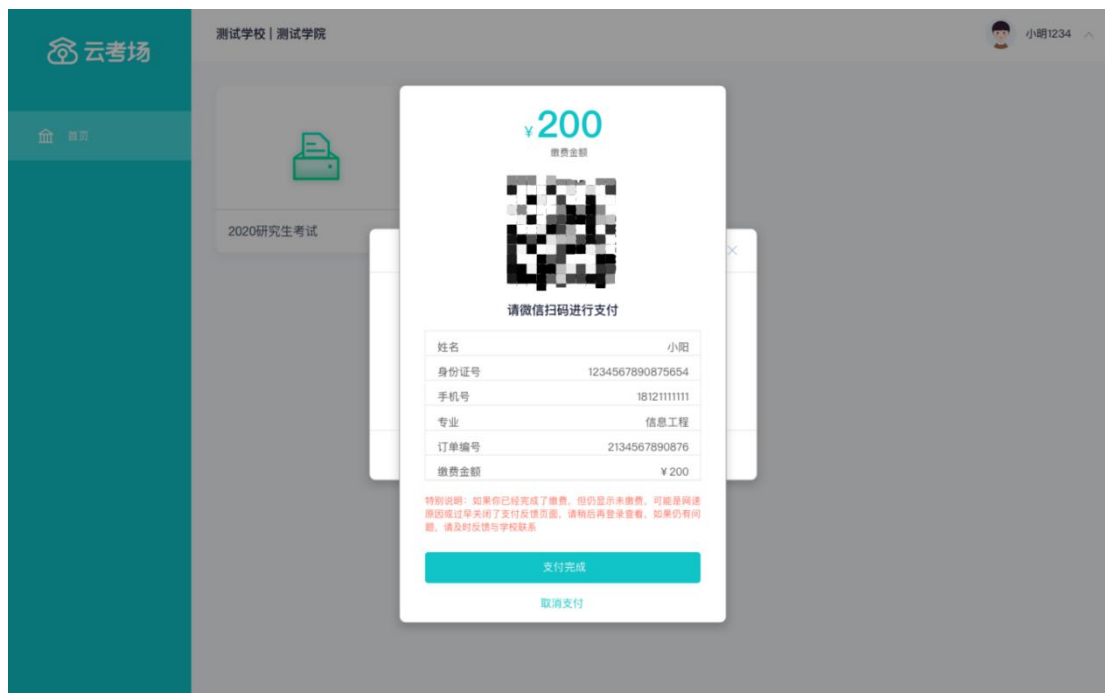 云考场
测试学校 | 测试学院
小明1234
首页
2020研究生考试
¥ 200
缴费金额
请微信扫码进行支付
姓名 小阳
身份证号 1234567890875654
手机号 18121111111
专业 信息工程
订单编号 2134567890876
缴费金额 ¥ 200
特别说明：如果你已经完成了缴费，但仍显示未缴费，可能是网速
原因或过早关闭了支付反馈页面，请稍后再登录查看，如果仍有问
题，请及时反馈与学校联系
支付完成
取消支付